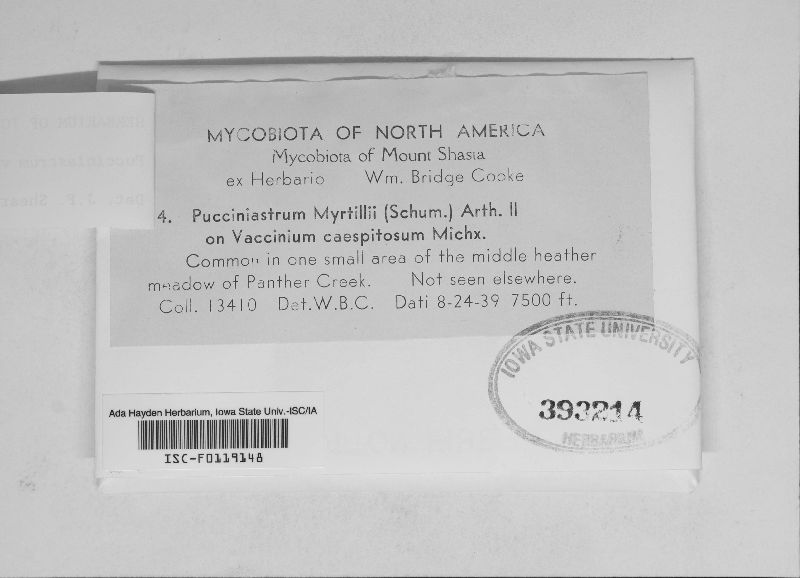 MYCOBIOTA OF NORTH AMERICA
Mycobiota of Mount Shasta
ex Herbario Wm. Bridge Cooke
4. Pucciniastrum Myrtillii (Schum.) Arth. II
on Vaccinium caespitosum Michx.
Common in one small area of the middle heather
meadow of Panther Creek. Not seen elsewhere.
Coll. 13410 Det.W.B.C. Dati 8-24-39 7500 ft.
IOWA STATE UNIVERSITY
393214
HERBARIUM
Ada Hayden Herbarium, Iowa State Univ.-ISC/IA
ISC-F0119148